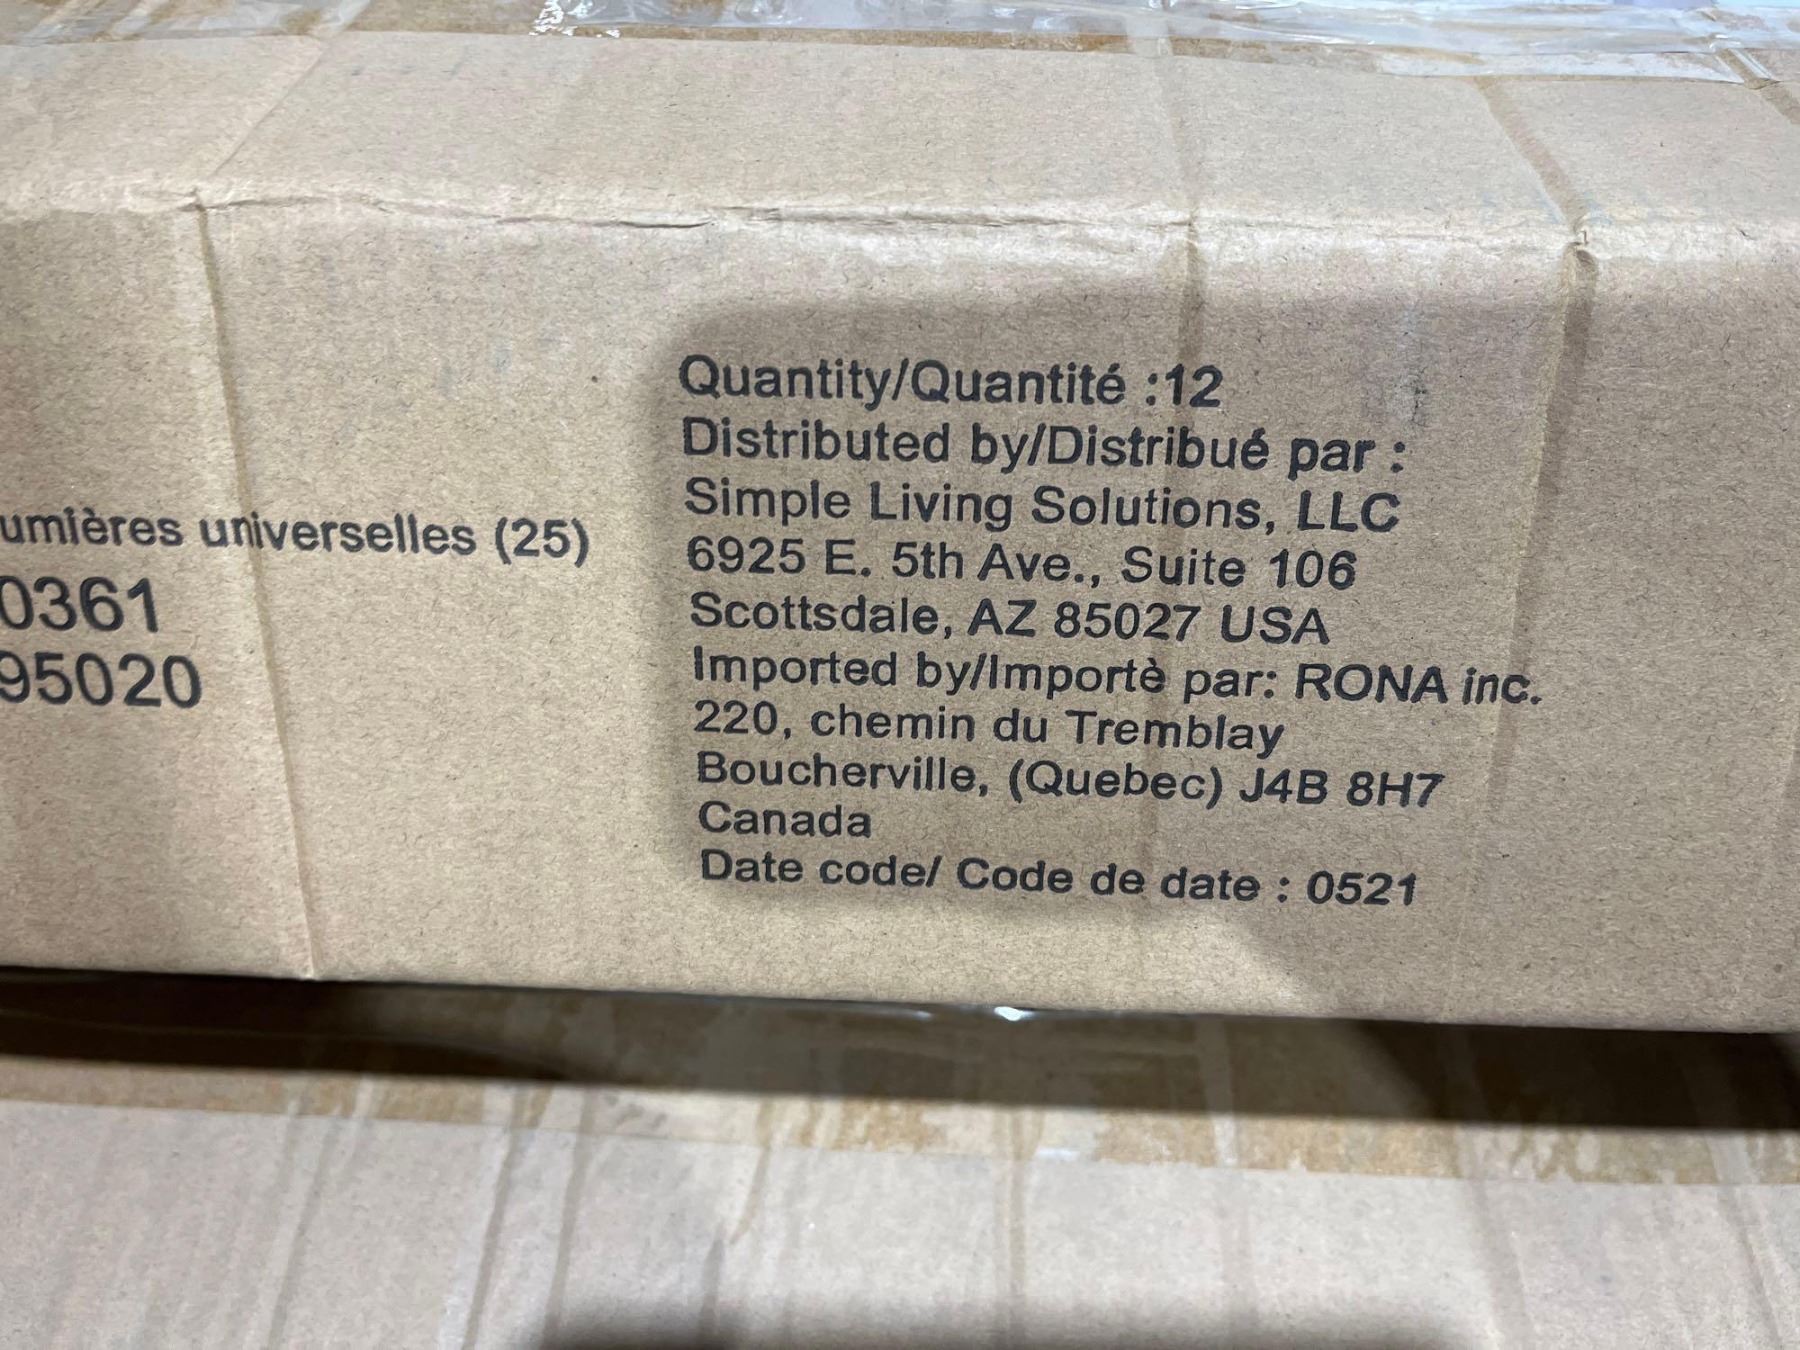 umières universelles (25)
0361
95020
Quantity/Quantité :12
Distributed by/Distribué par :
Simple Living Solutions, LLC
6925 E. 5th Ave., Suite 106
Scottsdale, AZ 85027 USA
Imported by/Importè par: RONA inc.
220, chemin du Tremblay
Boucherville, (Quebec) J4B 8H7
Canada
Date code/ Code de date : 0521